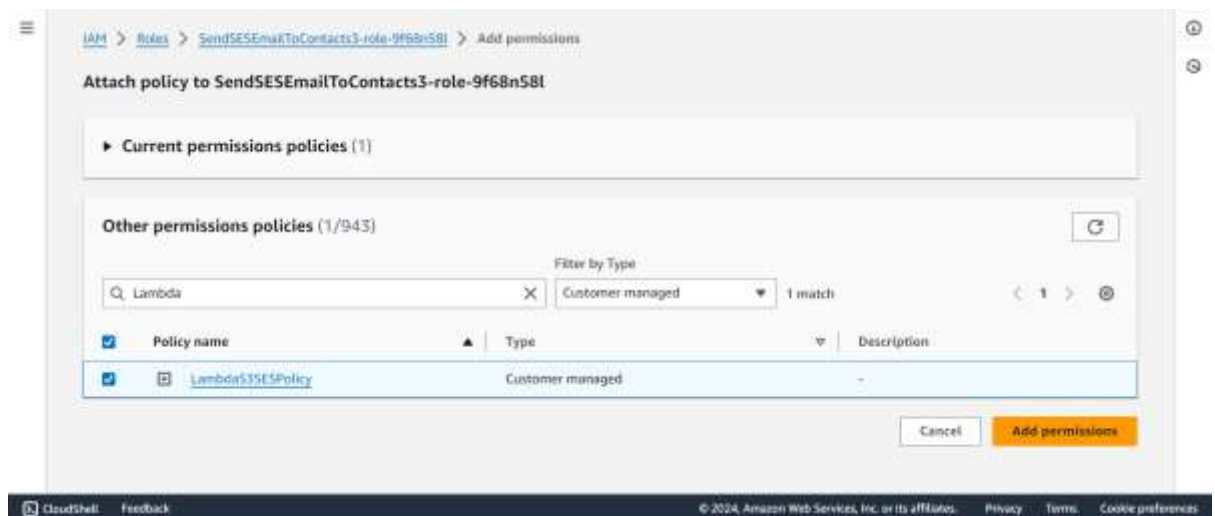 IAM > Roles > SendSESEmailToContacts3-role-9f68n58l > Add permissions
Attach policy to SendSESEmailToContacts3-role-9f68n58l
Current permissions policies (1)
Other permissions policies (1/943)
Filter by Type
Lambda Customer managed 1 match 1
Policy name Type Description
LambdaS3SESPolicy Customer managed -
Cancel Add permissions
CloudShell Feedback © 2024, Amazon Web Services, Inc. or its affiliates. Privacy Terms Cookie preferences